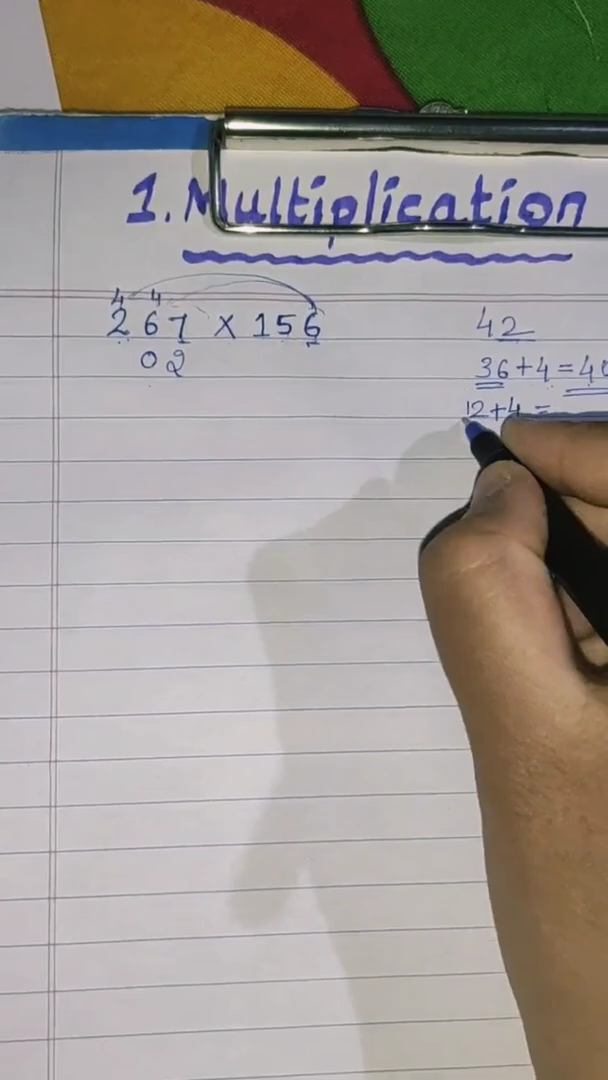 1. Multiplication
4 4
267 × 156
02
42
36+4=40
12+4=